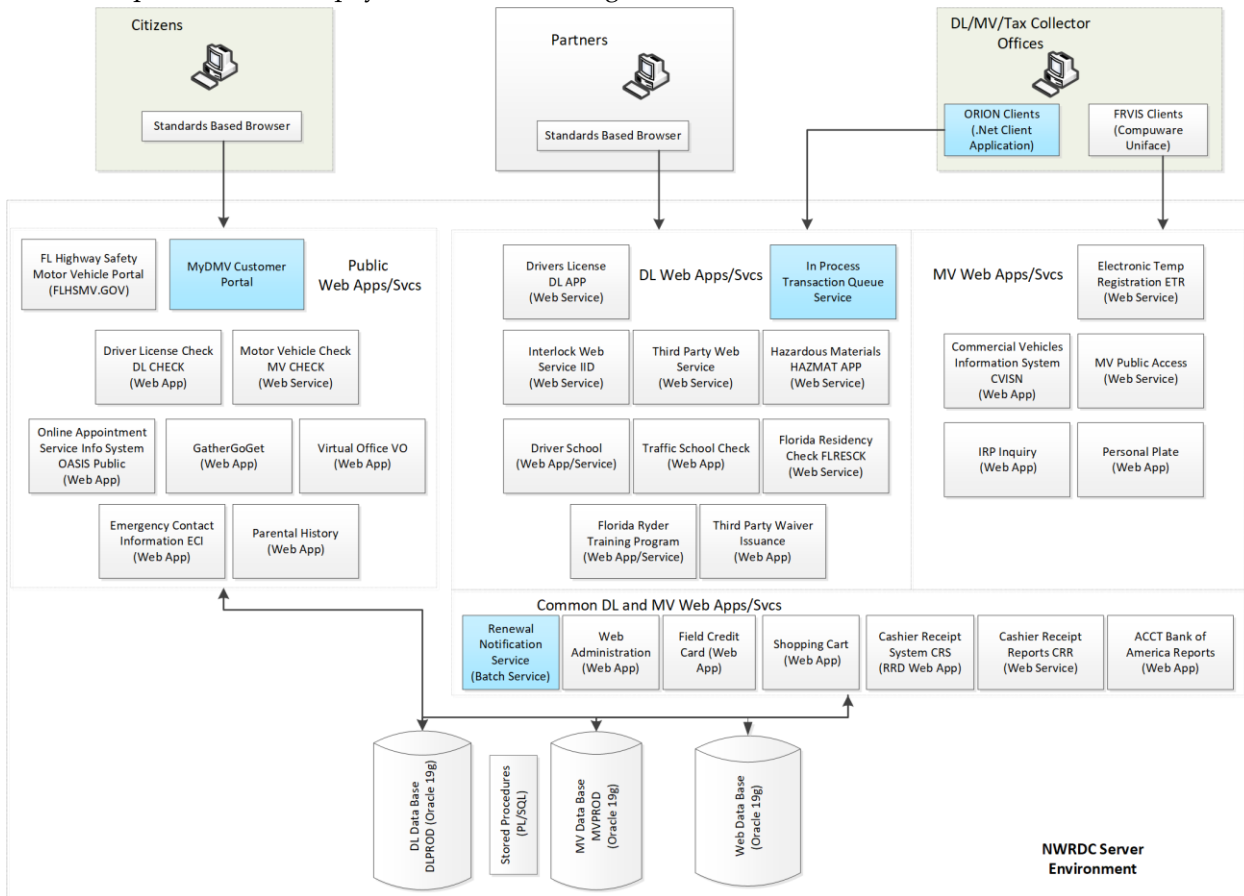 Citizens
Standards Based Browser
Partners
Standards Based Browser
DL/MV/Tax Collector
Offices
ORION Clients
(.Net Client
Application)
FRVIS Clients
(Compuware
Uniface)
FL Highway Safety
Motor Vehicle Portal
(FLHSMV.GOV)
MyDMV Customer
Portal
Public
Web Apps/Svcs
Driver License Check
DL CHECK
(Web App)
Motor Vehicle Check
MV CHECK
(Web Service)
Online Appointment
Service Info System
OASIS Public
(Web App)
GatherGoGet
(Web App)
Virtual Office VO
(Web App)
Emergency Contact
Information ECI
(Web App)
Parental History
(Web App)
Drivers License
DL APP
(Web Service)
DL Web Apps/Svcs
In Process
Transaction Queue
Service
Interlock Web
Service IID
(Web Service)
Third Party Web
Service
(Web Service)
Hazardous Materials
HAZMAT APP
(Web Service)
Driver School
(Web App/Service)
Traffic School Check
(Web App)
Florida Residency
Check FLRESCK
(Web Service)
Florida Ryder
Training Program
(Web App/Service)
Third Party Waiver
Issuance
(Web App)
MV Web Apps/Svcs
Electronic Temp
Registration ETR
(Web Service)
Commercial Vehicles
Information System
CVISN
(Web App)
MV Public Access
(Web Service)
IRP Inquiry
(Web App)
Personal Plate
(Web App)
Common DL and MV Web Apps/Svcs
Renewal
Notification
Service
(Batch Service)
Web
Administration
(Web App)
Field Credit
Card (Web
App)
Shopping Cart
(Web App)
Cashier Receipt
System CRS
(RRD Web App)
Cashier Receipt
Reports CRR
(Web Service)
ACCT Bank of
America Reports
(Web App)
DL Data Base
DLPROD (Oracle 19g)
Stored Procedures
(PL/SQL)
MV Data Base
MVPROD
(Oracle 19g)
Web Data Base
(Oracle 19g)
NWRDC Server
Environment